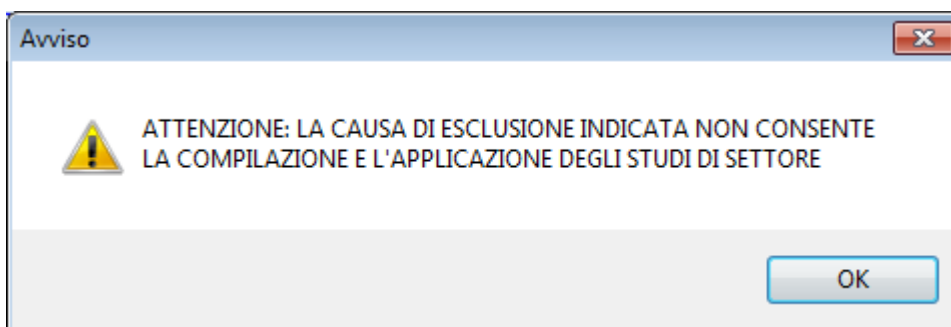 Avviso
ATTENZIONE: LA CAUSA DI ESCLUSIONE INDICATA NON CONSENTE
LA COMPILAZIONE E L'APPLICAZIONE DEGLI STUDI DI SETTORE
OK